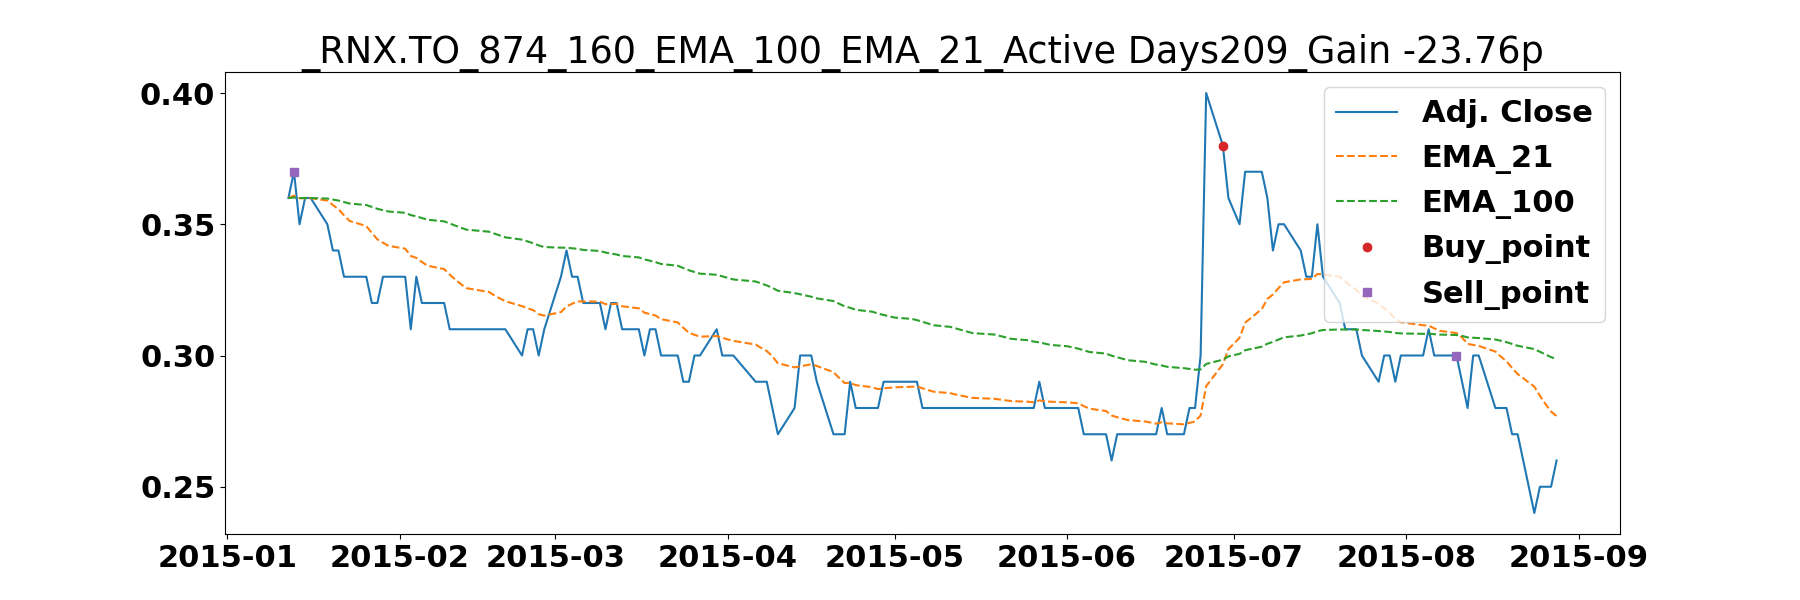 _RNX.TO_874_160_EMA_100_EMA_21_Active Days209_Gain -23.76p
0.40
0.35
0.30
0.25
Adj. Close
EMA_21
EMA_100
Buy_point
Sell_point
2015-01 2015-02 2015-03 2015-04 2015-05 2015-06 2015-07 2015-08 2015-09